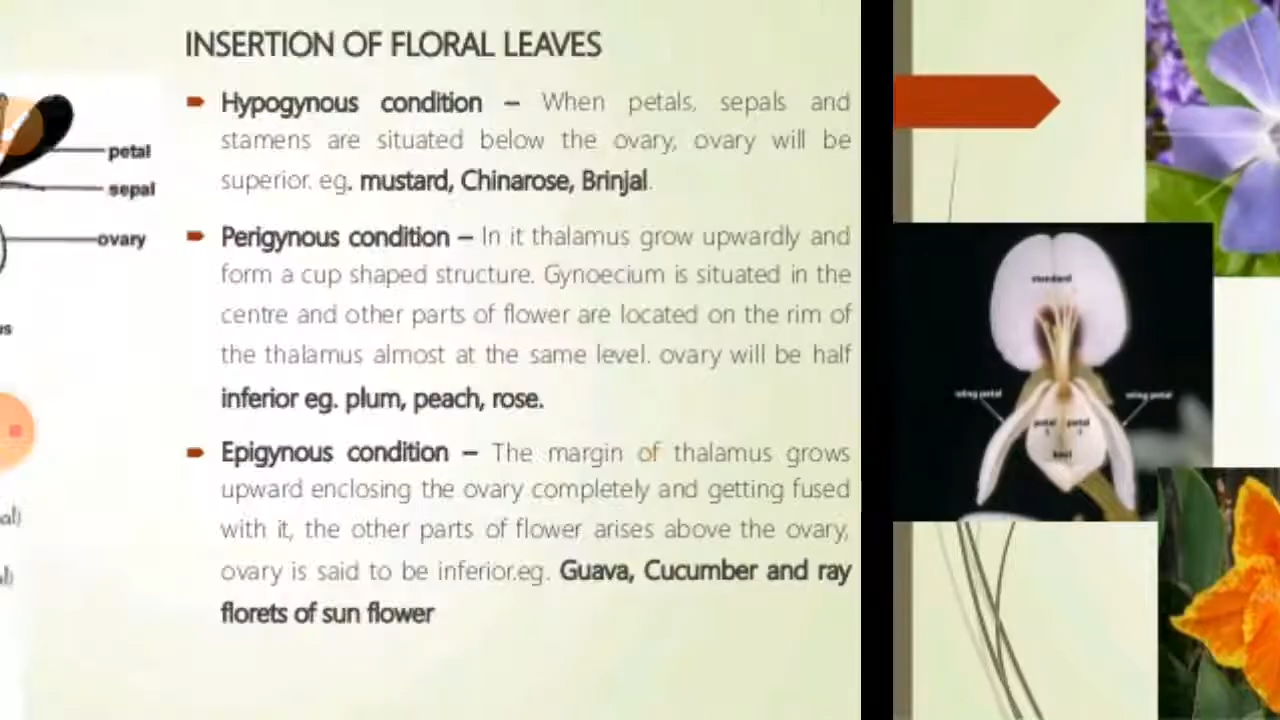 INSERTION OF FLORAL LEAVES
Hypogynous condition – When petals, sepals and
stamens are situated below the ovary, ovary will be
superior. eg. mustard, Chinarose, Brinjal.
Perigynous condition – In it thalamus grow upwardly and
form a cup shaped structure. Gynoecium is situated in the
centre and other parts of flower are located on the rim of
the thalamus almost at the same level. ovary will be half
inferior eg. plum, peach, rose.
Epigynous condition – The margin of thalamus grows
upward enclosing the ovary completely and getting fused
with it, the other parts of flower arises above the ovary,
ovary is said to be inferior.eg. Guava, Cucumber and ray
florets of sun flower
petal
sepal
ovary
standard
wing petal
wing petal
petal
petal
keel